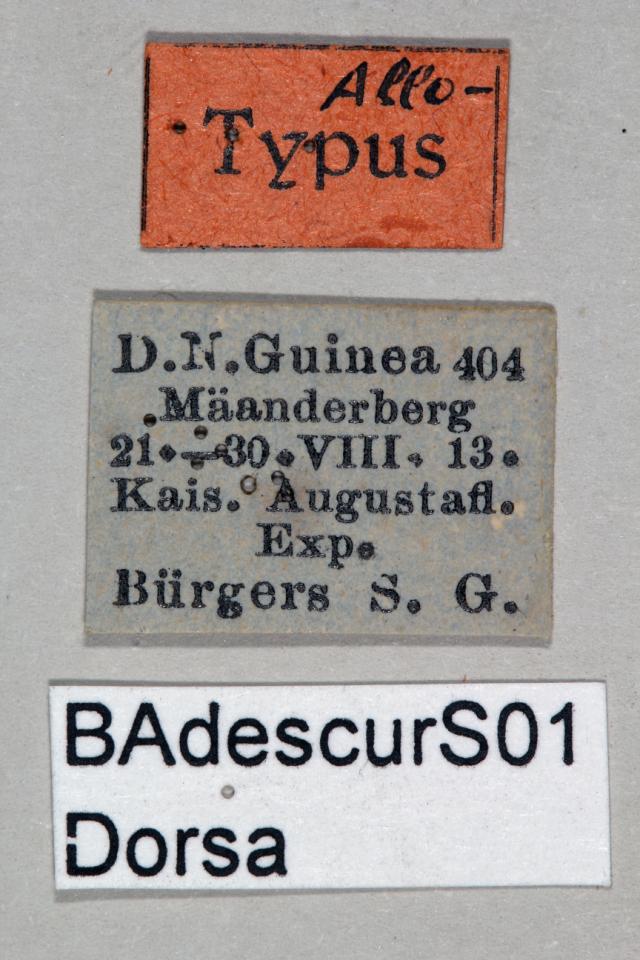 Allo-
Typus
D.N.Guinea 404
Mäanderberg
21.–30.VIII. 13.
Kais. Augustafl.
Exp.
Bürgers S. G.
BAdescurS01
Dorsa